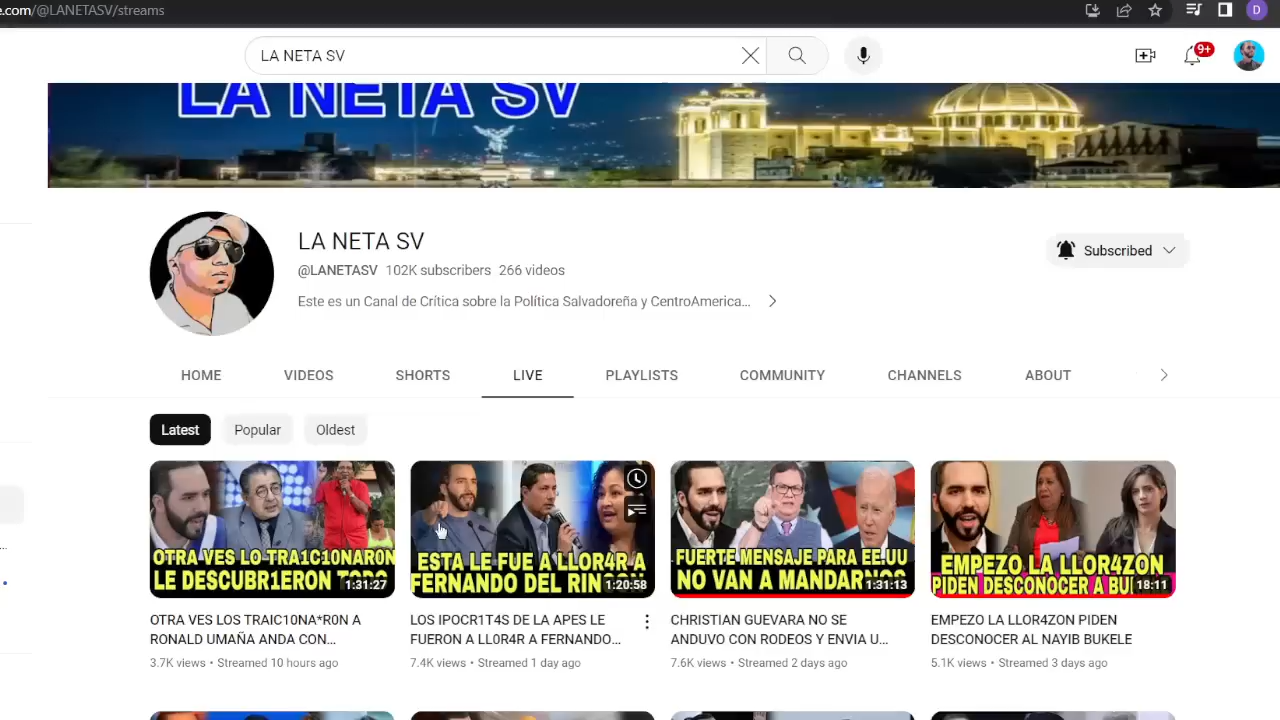 e.com/@LANETASV/streams
D
LA NETA SV
9+
LA NETA SV
LA NETA SV
@LANETASV 102K subscribers 266 videos
Este es un Canal de Crítica sobre la Política Salvadoreña y CentroAmerica...
Subscribed
HOME VIDEOS SHORTS LIVE PLAYLISTS COMMUNITY CHANNELS ABOUT
Latest Popular Oldest
OTRA VES LO TRA1C10NARON
LE DESCUBR1ERON TODO
1:31:27
ESTA LE FUE A LLOR4R A
FERNANDO DEL RINCON
1:20:58
FUERTE MENSAJE PARA EE.UU
NO VAN A MANDARNOS
1:31:13
EMPEZO LA LLOR4ZON
PIDEN DESCONOCER A BU
18:11
OTRA VES LOS TRAIC10NA*R0N A
RONALD UMAÑA ANDA CON...
3.7K views • Streamed 10 hours ago
LOS IPOCR1T4S DE LA APES LE
FUERON A LL0R4R A FERNANDO...
7.4K views • Streamed 1 day ago
CHRISTIAN GUEVARA NO SE
ANDUVO CON RODEOS Y ENVIA U...
7.6K views • Streamed 2 days ago
EMPEZO LA LLOR4ZON PIDEN
DESCONOCER AL NAYIB BUKELE
5.1K views • Streamed 3 days ago